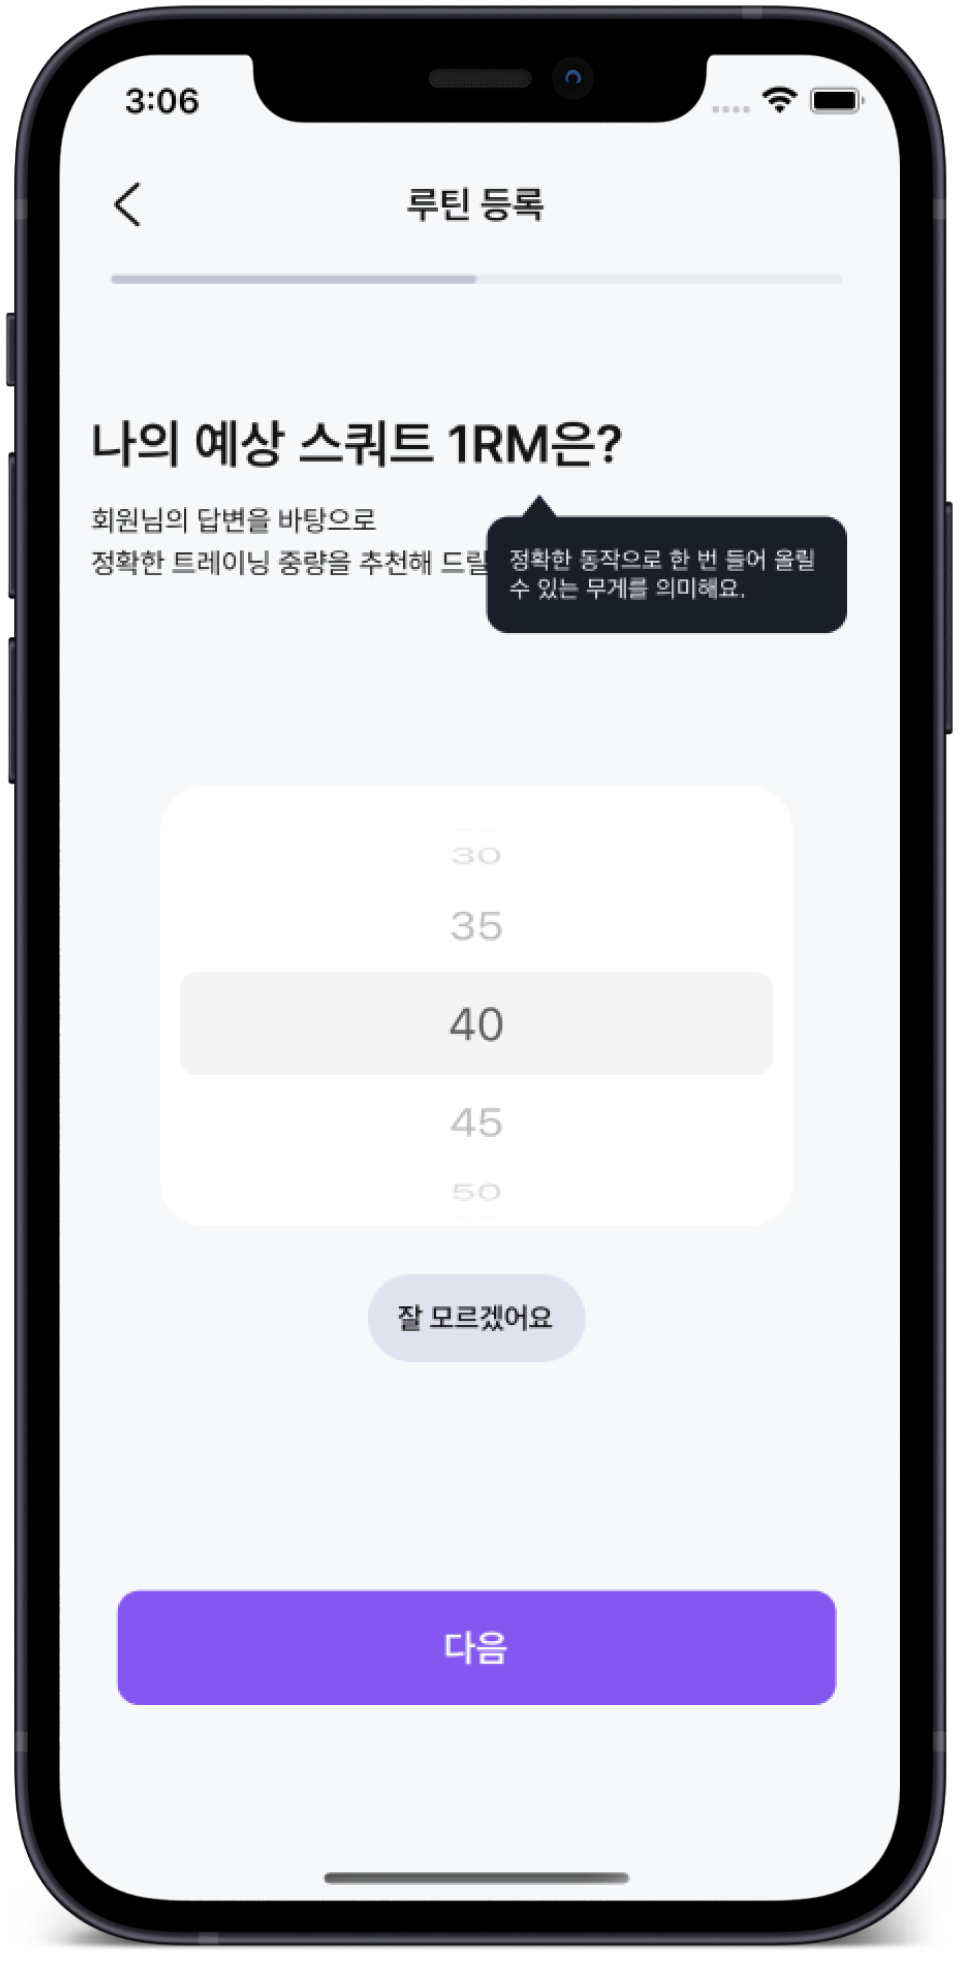 3:06
루틴 등록
나의 예상 스쿼트 1RM은?
회원님의 답변을 바탕으로
정확한 트레이닝 중량을 추천해 드릴
정확한 동작으로 한 번 들어 올릴
수 있는 무게를 의미해요.
30
35
40
45
50
잘 모르겠어요
다음